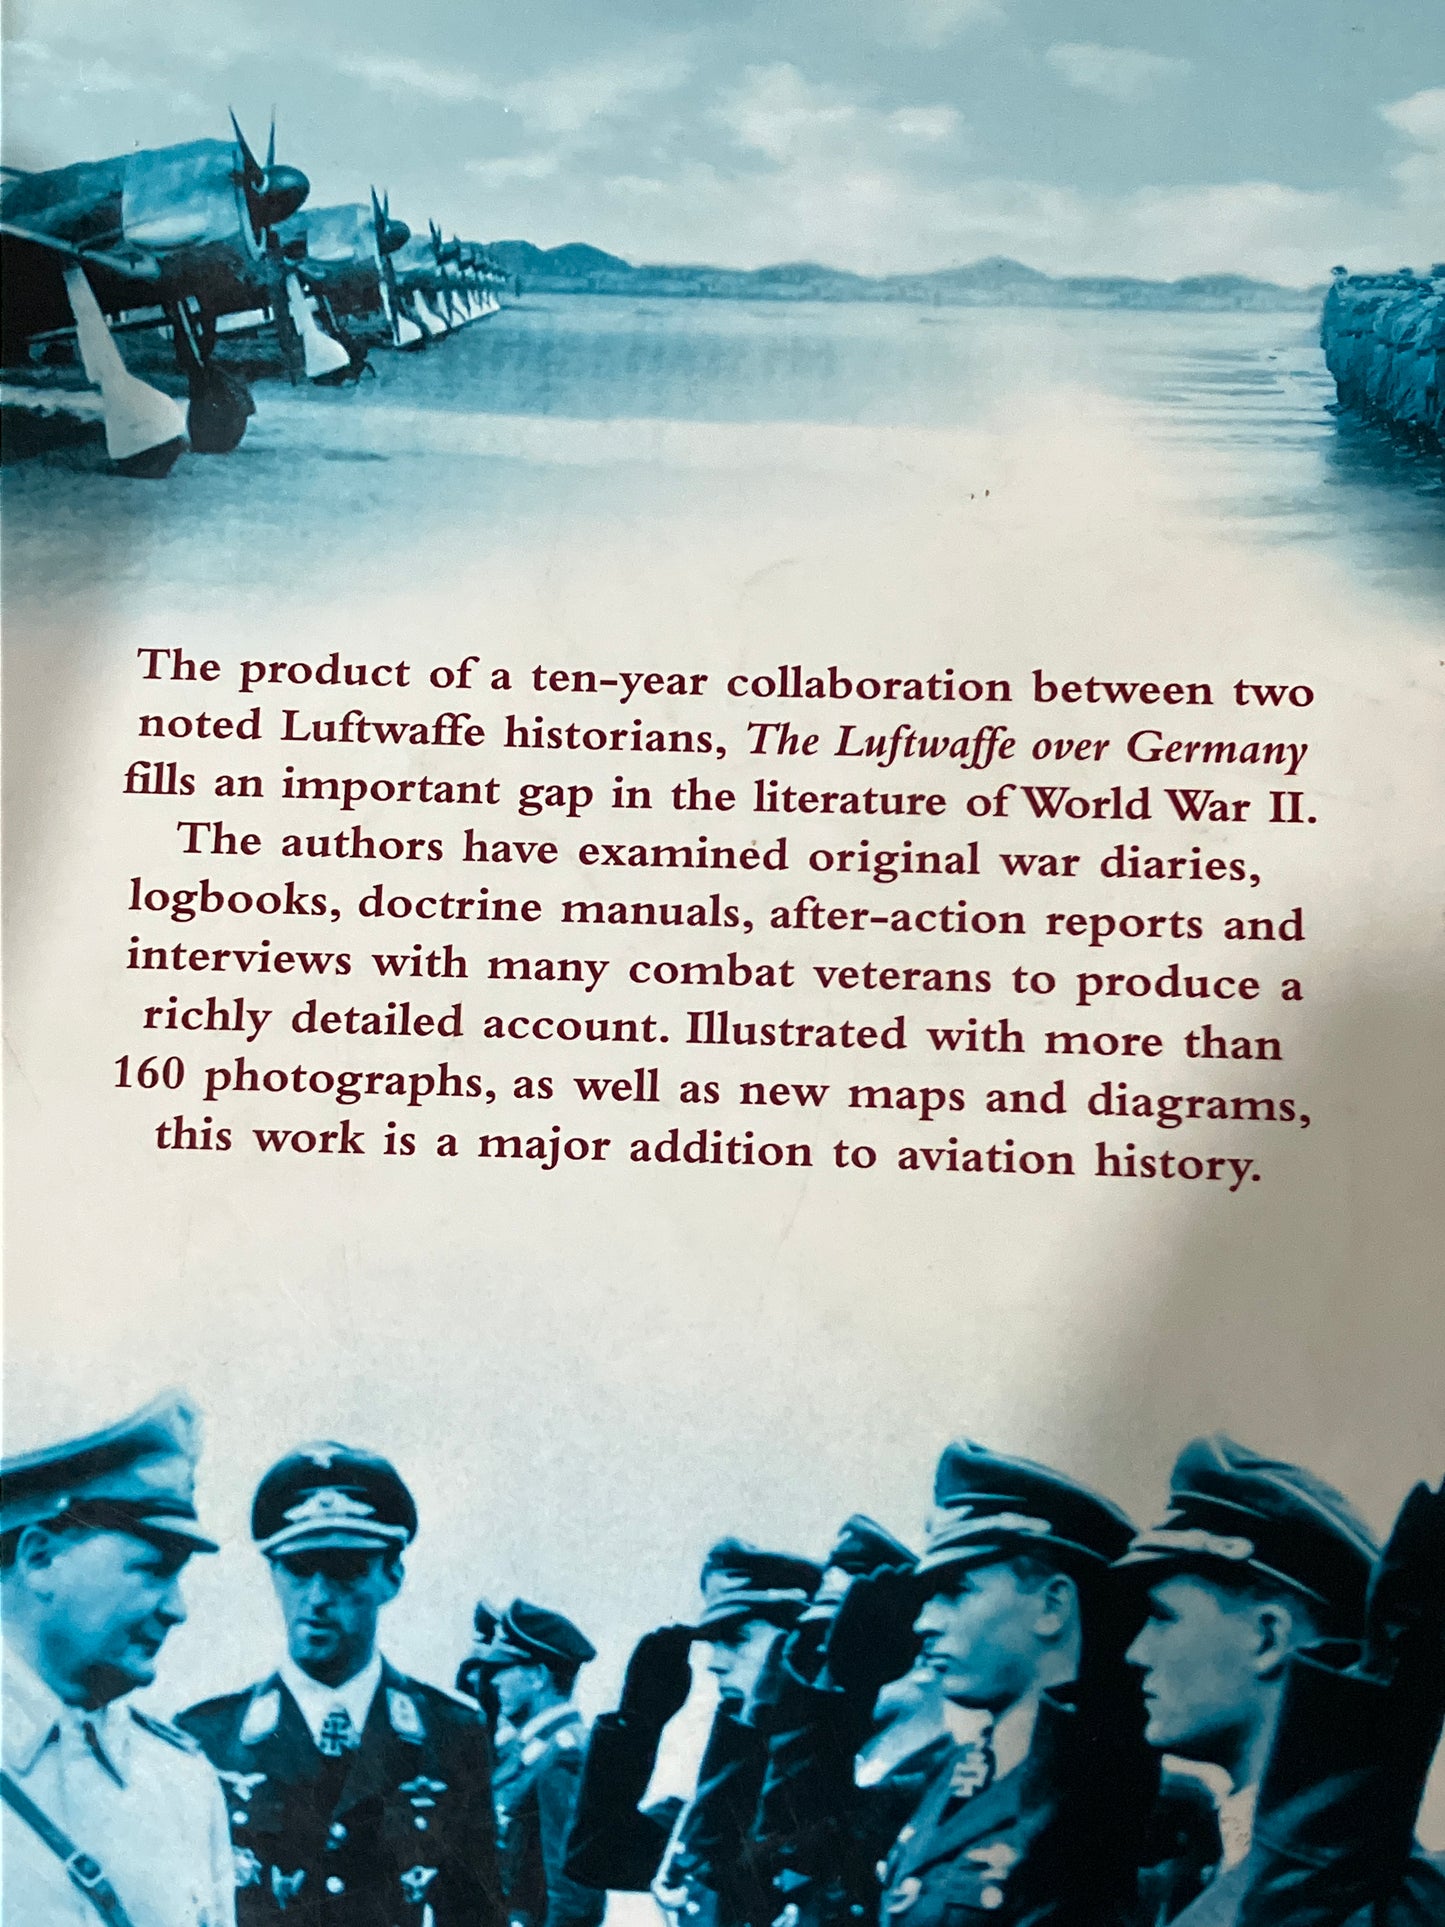 The product of a ten-year collaboration between two
noted Luftwaffe historians, The Luftwaffe over Germany
fills an important gap in the literature of World War II.
The authors have examined original war diaries,
logbooks, doctrine manuals, after-action reports and
interviews with many combat veterans to produce a
richly detailed account. Illustrated with more than
160 photographs, as well as new maps and diagrams,
this work is a major addition to aviation history.